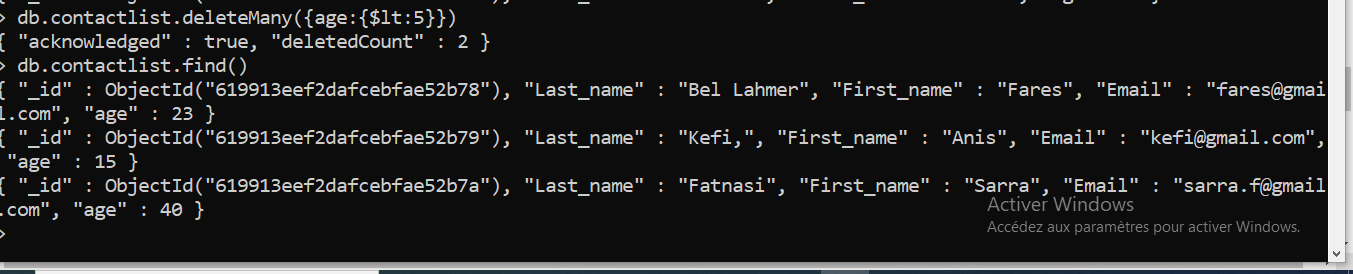 > db.contactlist.deleteMany({age:{$lt:5}})
{ "acknowledged" : true, "deletedCount" : 2 }
> db.contactlist.find()
{ "_id" : ObjectId("619913eef2dafcebfae52b78"), "Last_name" : "Bel Lahmer", "First_name" : "Fares", "Email" : "fares@gmai
l.com", "age" : 23 }
{ "_id" : ObjectId("619913eef2dafcebfae52b79"), "Last_name" : "Kefi,", "First_name" : "Anis", "Email" : "kefi@gmail.com",
"age" : 15 }
{ "_id" : ObjectId("619913eef2dafcebfae52b7a"), "Last_name" : "Fatnasi", "First_name" : "Sarra", "Email" : "sarra.f@gmail
.com", "age" : 40 }
>
Activer Windows
Accédez aux paramètres pour activer Windows.